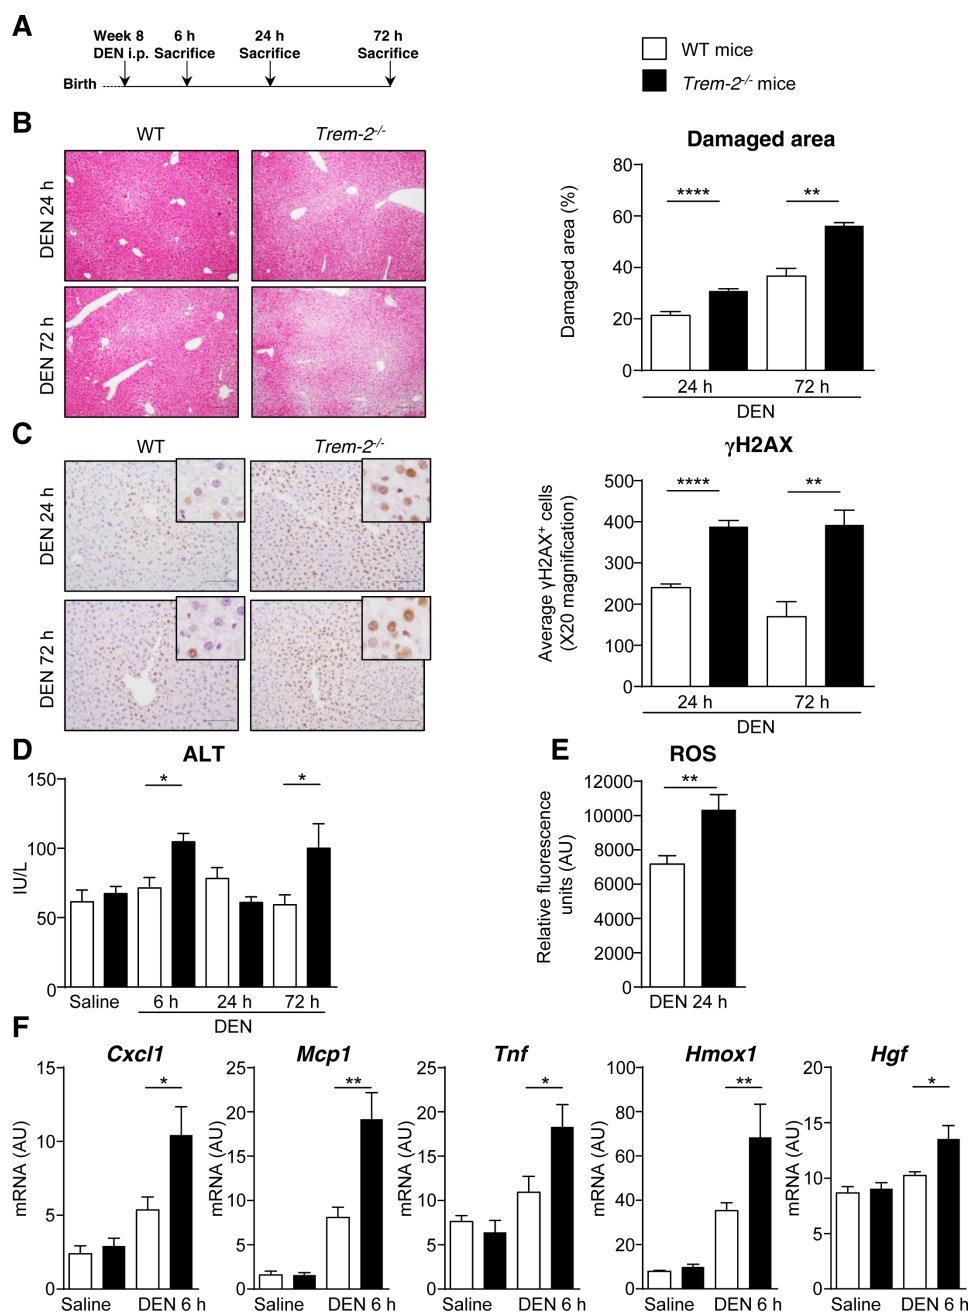 A
Week 8 6 h 24 h 72 h
DEN i.p. Sacrifice Sacrifice Sacrifice
Birth
WT mice
Trem-2-/- mice
B
WT Trem-2-/-
DEN 24 h
DEN 72 h
Damaged area
Damaged area (%)
80
60
40
20
0
**** **
24 h 72 h
DEN
C
WT Trem-2-/-
DEN 24 h
DEN 72 h
γH2AX
Average γH2AX+ cells
(X20 magnification)
500
400
300
200
100
0
**** **
24 h 72 h
DEN
D
ALT
IU/L
150
100
50
0
* *
Saline 6 h 24 h 72 h
DEN
E
ROS
Relative fluorescence
units (AU)
12000
10000
8000
6000
4000
2000
0
**
DEN 24 h
F
Cxcl1
mRNA (AU)
15
10
5
0
*
Saline DEN 6 h
Mcp1
mRNA (AU)
25
20
15
10
5
0
**
Saline DEN 6 h
Tnf
mRNA (AU)
25
20
15
10
5
0
*
Saline DEN 6 h
Hmox1
mRNA (AU)
100
80
60
40
20
0
**
Saline DEN 6 h
Hgf
mRNA (AU)
20
15
10
5
0
*
Saline DEN 6 h